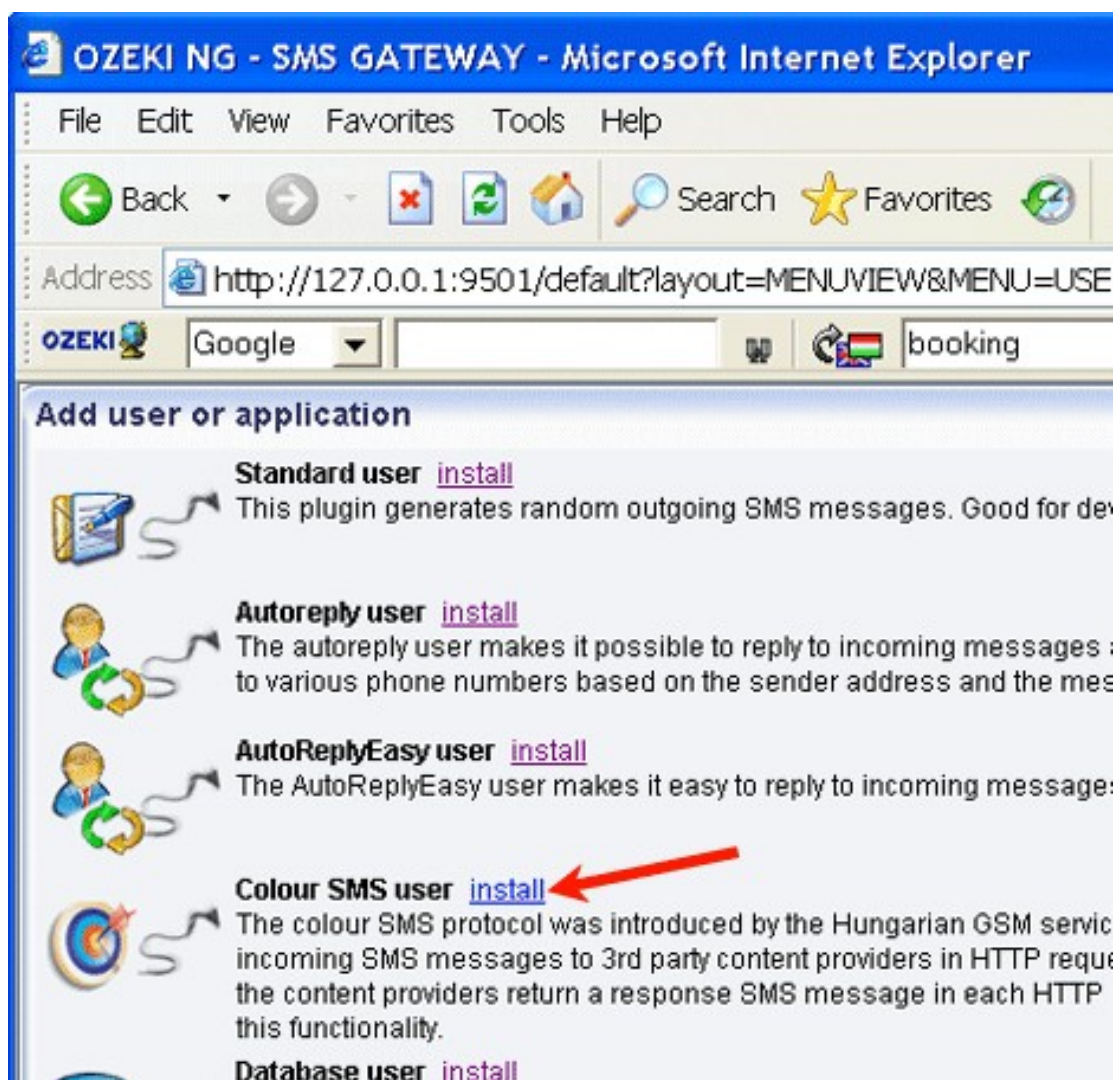 OZEKI NG - SMS GATEWAY - Microsoft Internet Explorer
File Edit View Favorites Tools Help
Back Search Favorites
Address http://127.0.0.1:9501/default?layout=MENUVIEW&MENU=USE
OZEKI Google booking
Add user or application
Standard user install
This plugin generates random outgoing SMS messages. Good for dev
Autoreply user install
The autoreply user makes it possible to reply to incoming messages
to various phone numbers based on the sender address and the mes
AutoReplyEasy user install
The AutoReplyEasy user makes it easy to reply to incoming messages
Colour SMS user install
The colour SMS protocol was introduced by the Hungarian GSM servic
incoming SMS messages to 3rd party content providers in HTTP reque
the content providers return a response SMS message in each HTTP
this functionality.
Database user install